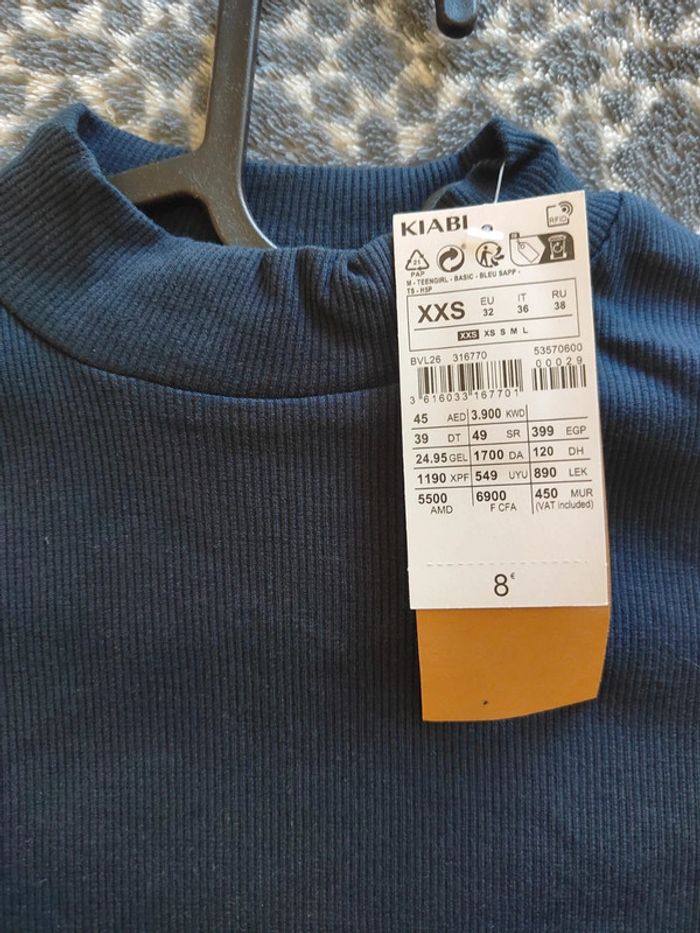 KIABI
RFID
21
PAP
M - TEENGIRL - BASIC - BLEU SAPP -
TS - HSP
XXS EU 32 IT 36 RU 38
XXS XS S M L
BVL26 316770 53570600
00029
3 616033 167701
45 AED 3.900 KWD
39 DT 49 SR 399 EGP
24.95 GEL 1700 DA 120 DH
1190 XPF 549 UYU 890 LEK
5500 AMD 6900 F CFA 450 MUR
(VAT included)
8€